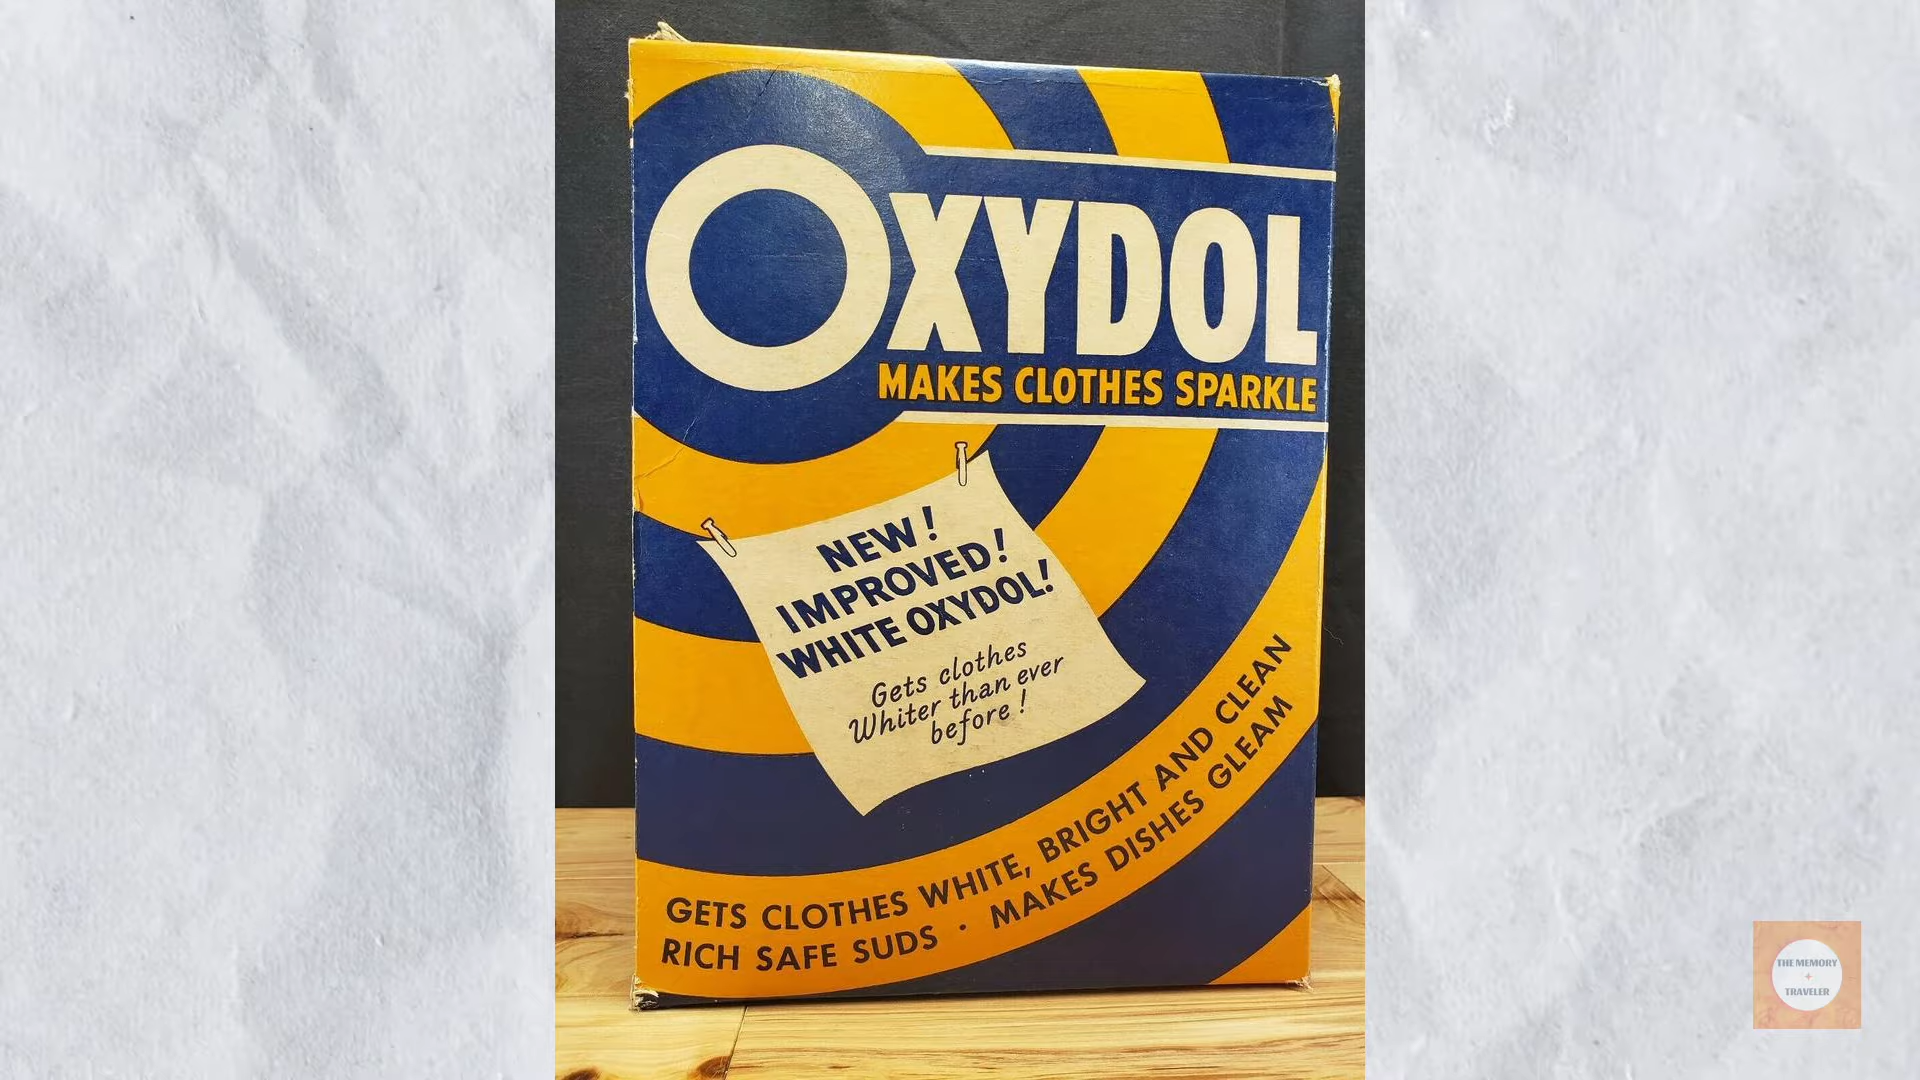 OXYDOL
MAKES CLOTHES SPARKLE
NEW!
IMPROVED!
WHITE OXYDOL!
Gets clothes
Whiter than ever
before!
GETS CLOTHES WHITE, BRIGHT AND CLEAN
RICH SAFE SUDS · MAKES DISHES GLEAM
THE MEMORY
TRAVELER